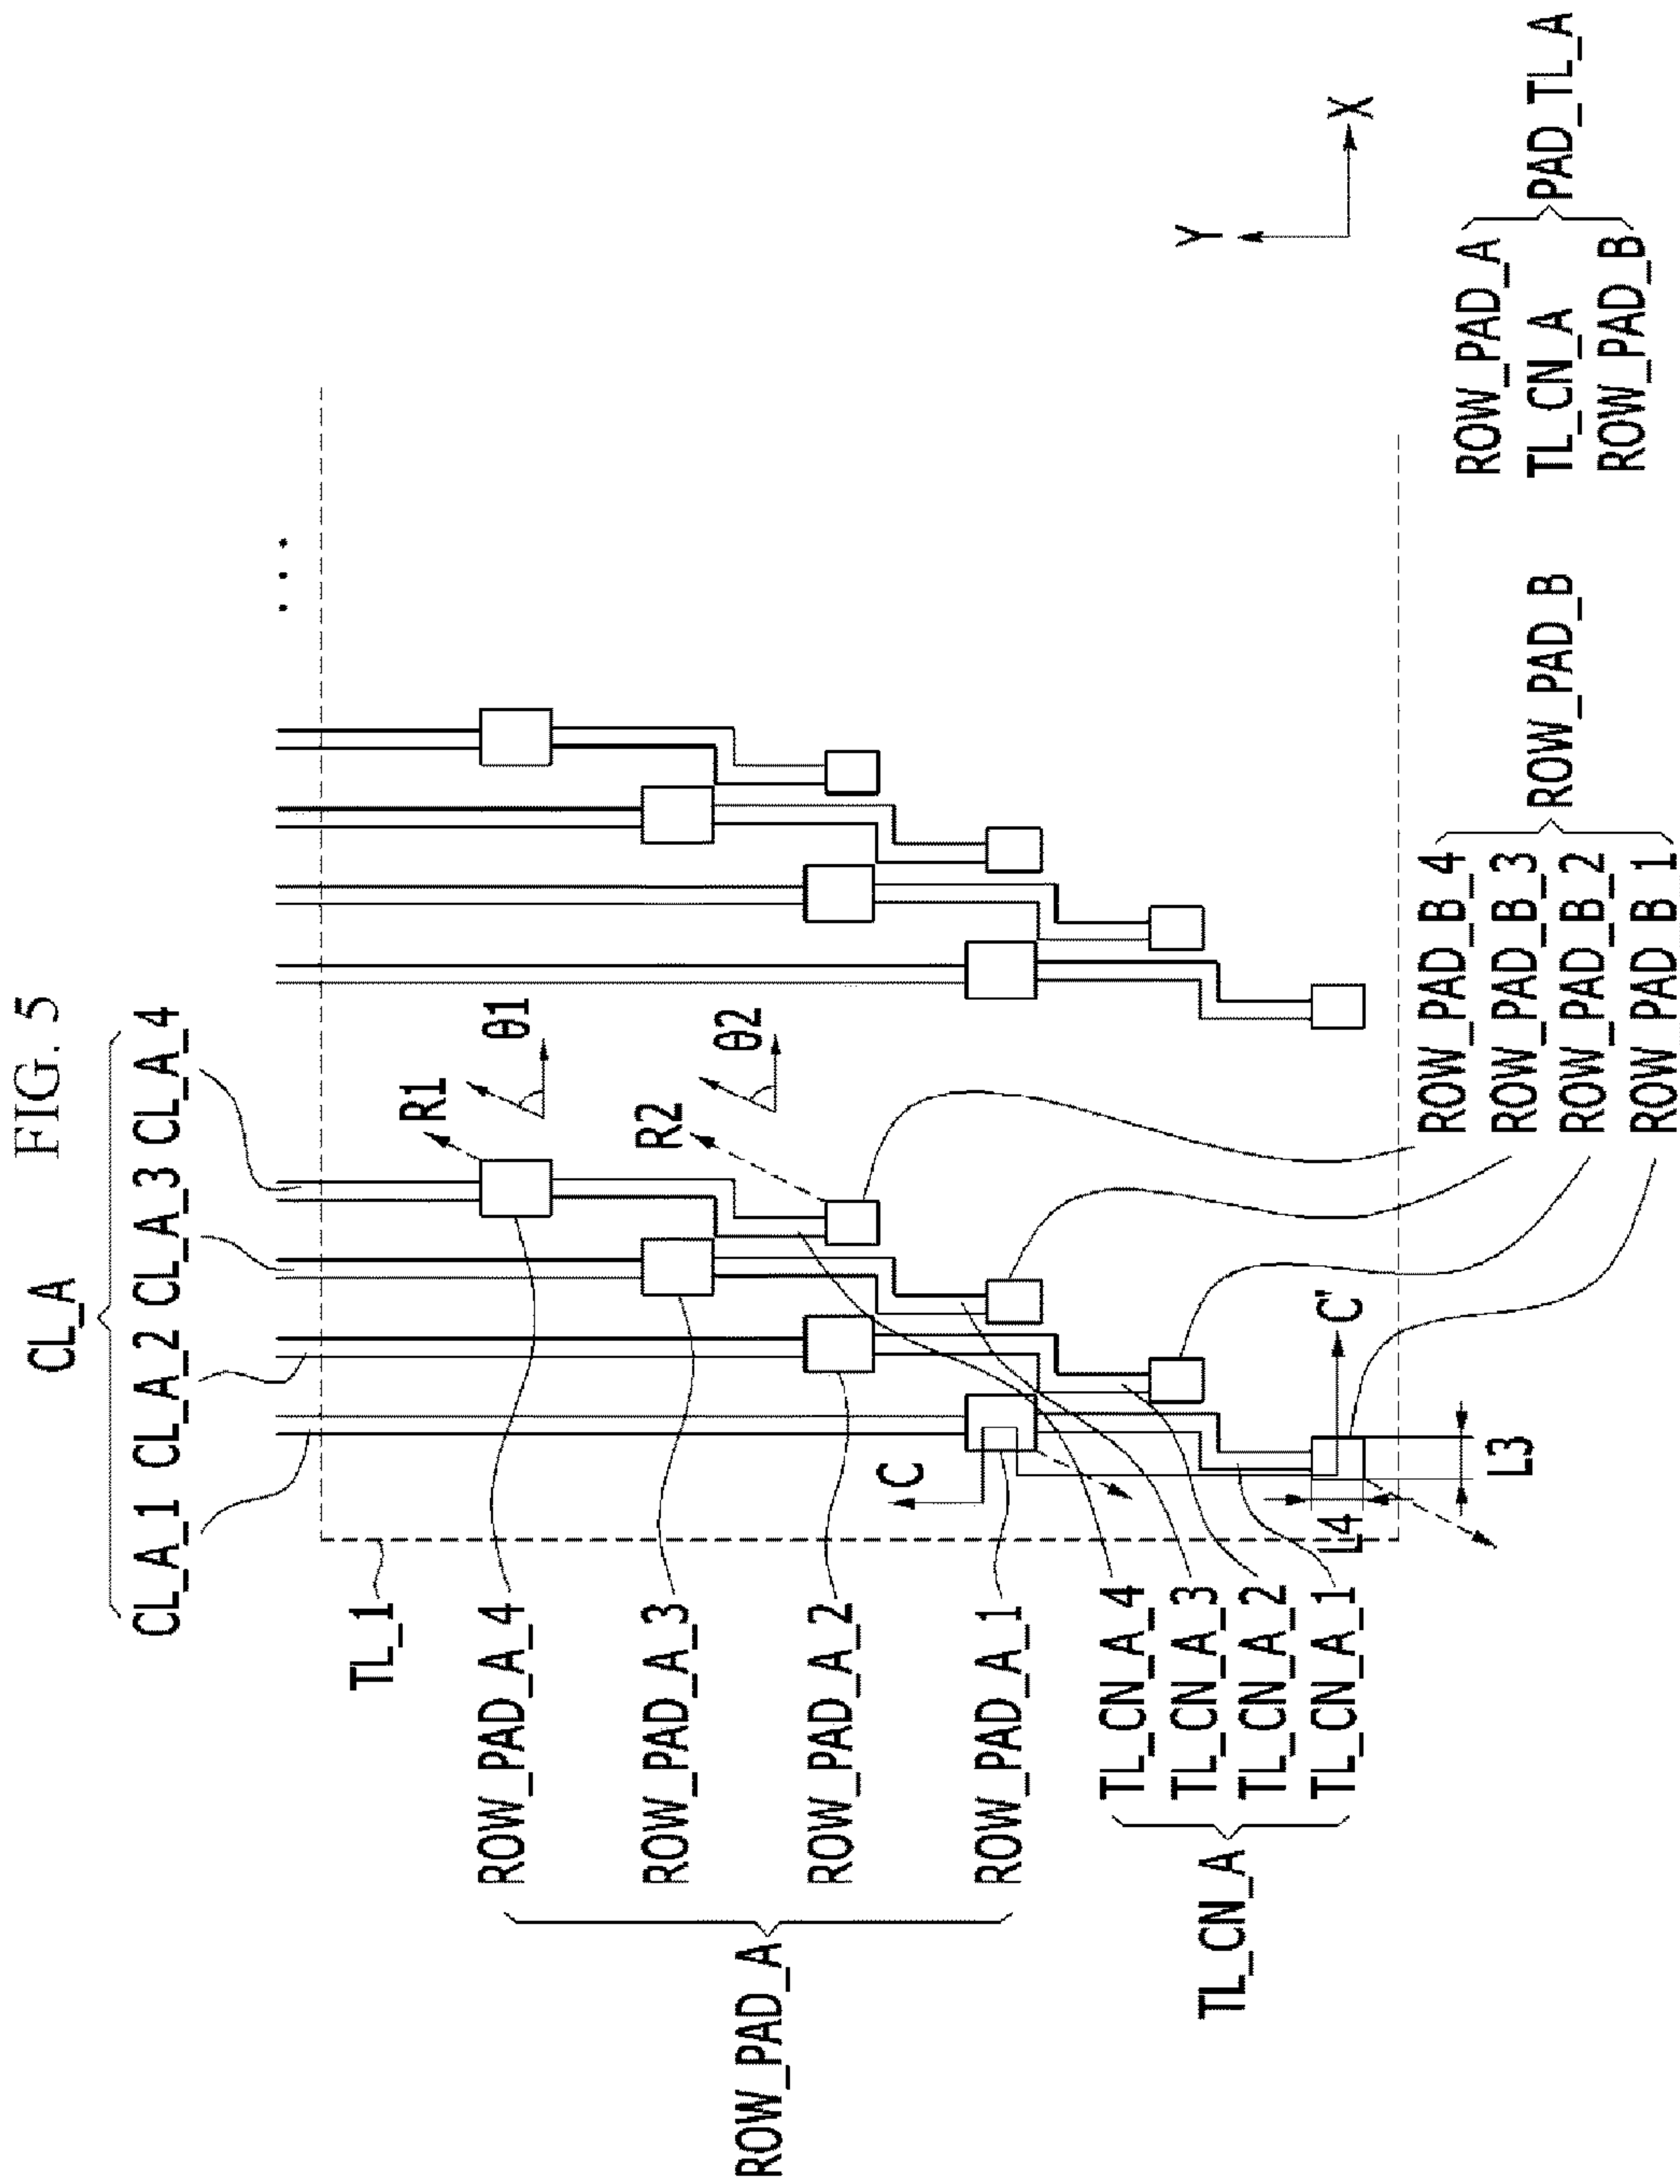 FIG. 5
CL_A
CL_A_1 CL_A_2 CL_A_3 CL_A_4
TL_1
. . .
R1
θ1
R2
θ2
ROW_PAD_A
ROW_PAD_A_4
ROW_PAD_A_3
ROW_PAD_A_2
ROW_PAD_A_1
C
C'
TL_CN_A
TL_CN_A_4
TL_CN_A_3
TL_CN_A_2
TL_CN_A_1
L4
L3
Y
X
ROW_PAD_B_4
ROW_PAD_B_3
ROW_PAD_B_2
ROW_PAD_B_1
ROW_PAD_B
ROW_PAD_A
TL_CN_A
ROW_PAD_B
PAD_TL_A